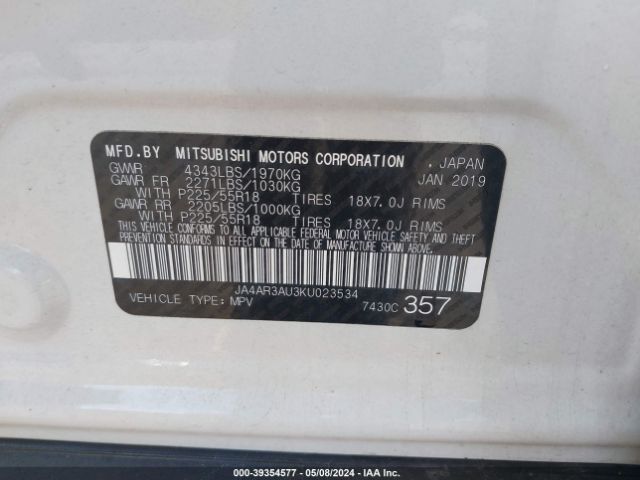 MFD.BY MITSUBISHI MOTORS CORPORATION . JAPAN
GVWR 4343LBS/1970KG JAN 2019
GAWR FR 2271LBS/1030KG
WITH P225/55R18 TIRES 18X7.0J RIMS
GAWR RR 2205LBS/1000KG
WITH P225/55R18 TIRES 18X7.0J RIMS
THIS VEHICLE CONFORMS TO ALL APPLICABLE FEDERAL MOTOR VEHICLE SAFETY AND THEFT
PREVENTION STANDARDS IN EFFECT ON THE DATE OF MANUFACTURE SHOWN ABOVE.
JA4AR3AU3KU023534
VEHICLE TYPE: MPV 7430C 357
000-39354577 - 05/08/2024 - IAA Inc.